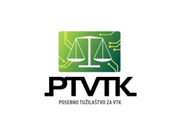 PTVTK
POSEBNO TUŽILAŠTVO ZA VTK